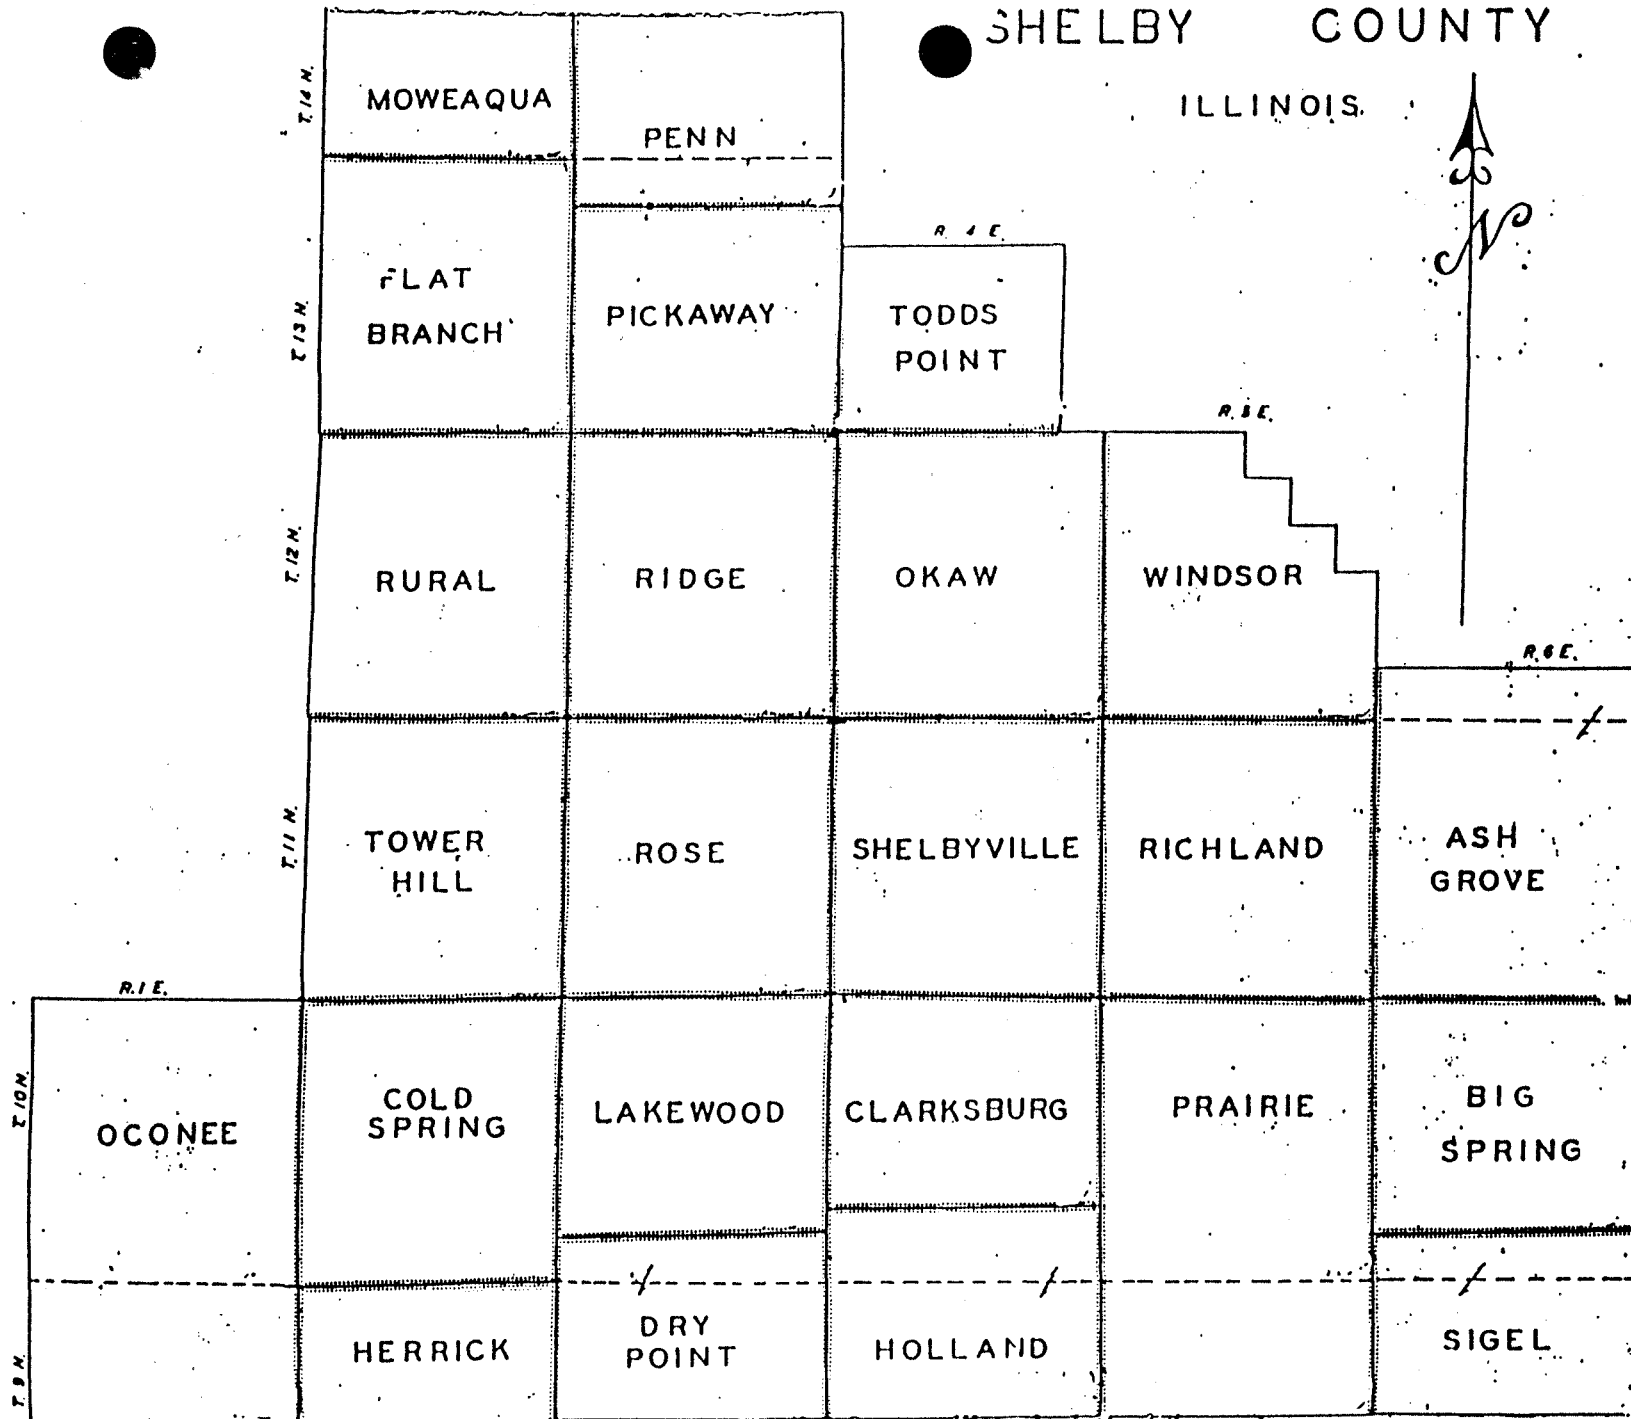 SHELBY COUNTY
ILLINOIS
N
T. 14 N.
MOWEAQUA
PENN
R. 4 E.
FLAT
BRANCH
PICKAWAY
TODDS
POINT
T. 13 N.
R. 5 E.
T. 12 N.
RURAL
RIDGE
OKAW
WINDSOR
R. 6 E.
T. 11 N.
TOWER
HILL
ROSE
SHELBYVILLE
RICHLAND
ASH
GROVE
R. 1 E.
T. 10 N.
OCONEE
COLD
SPRING
LAKEWOOD
CLARKSBURG
PRAIRIE
BIG
SPRING
T. 9 N.
HERRICK
DRY
POINT
HOLLAND
SIGEL